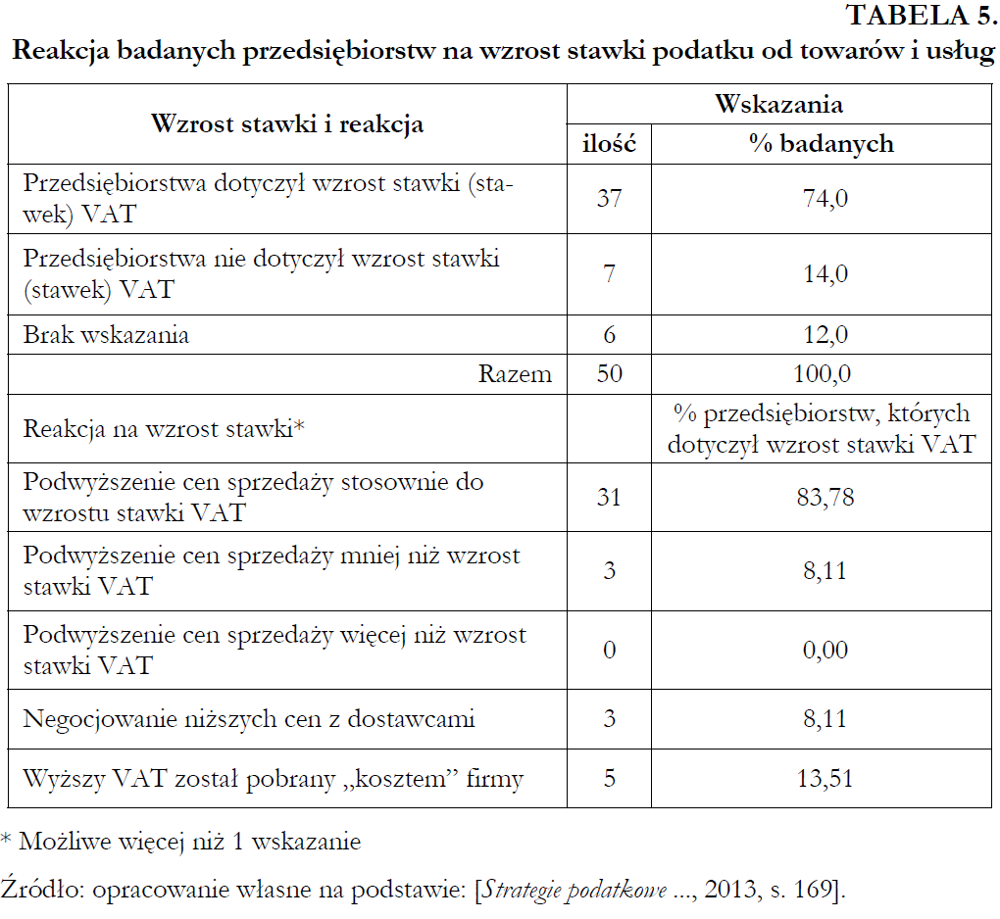 TABELA 5.
Reakcja badanych przedsiębiorstw na wzrost stawki podatku od towarów i usług
Wzrost stawki i reakcja
Wskazania
ilość
% badanych
Przedsiębiorstwa dotyczył wzrost stawki (sta-
wek) VAT
37
74,0
Przedsiębiorstwa nie dotyczył wzrost stawki
(stawek) VAT
7
14,0
Brak wskazania
6
12,0
Razem
50
100,0
Reakcja na wzrost stawki*
% przedsiębiorstw, których
dotyczył wzrost stawki VAT
Podwyższenie cen sprzedaży stosownie do
wzrostu stawki VAT
31
83,78
Podwyższenie cen sprzedaży mniej niż wzrost
stawki VAT
3
8,11
Podwyższenie cen sprzedaży więcej niż wzrost
stawki VAT
0
0,00
Negocjowanie niższych cen z dostawcami
3
8,11
Wyższy VAT został pobrany „kosztem” firmy
5
13,51
* Możliwe więcej niż 1 wskazanie
Źródło: opracowanie własne na podstawie: [Strategie podatkowe ..., 2013, s. 169].